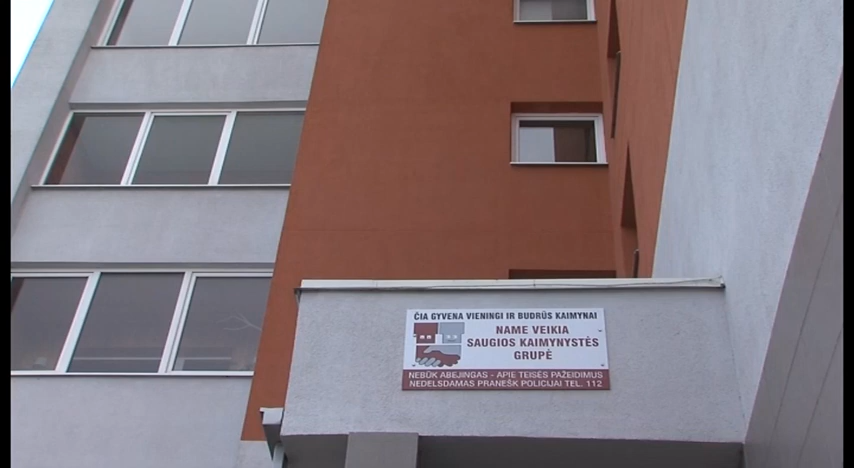 ČIA GYVENA VIENINGI IR BUDRŪS KAIMYNAI
NAME VEIKIA
SAUGIOS KAIMYNYSTĖS
GRUPĖ
NEBŪK ABEJINGAS - APIE TEISĖS PAŽEIDIMUS
NEDELSDAMAS PRANEŠK POLICIJAI TEL. 112